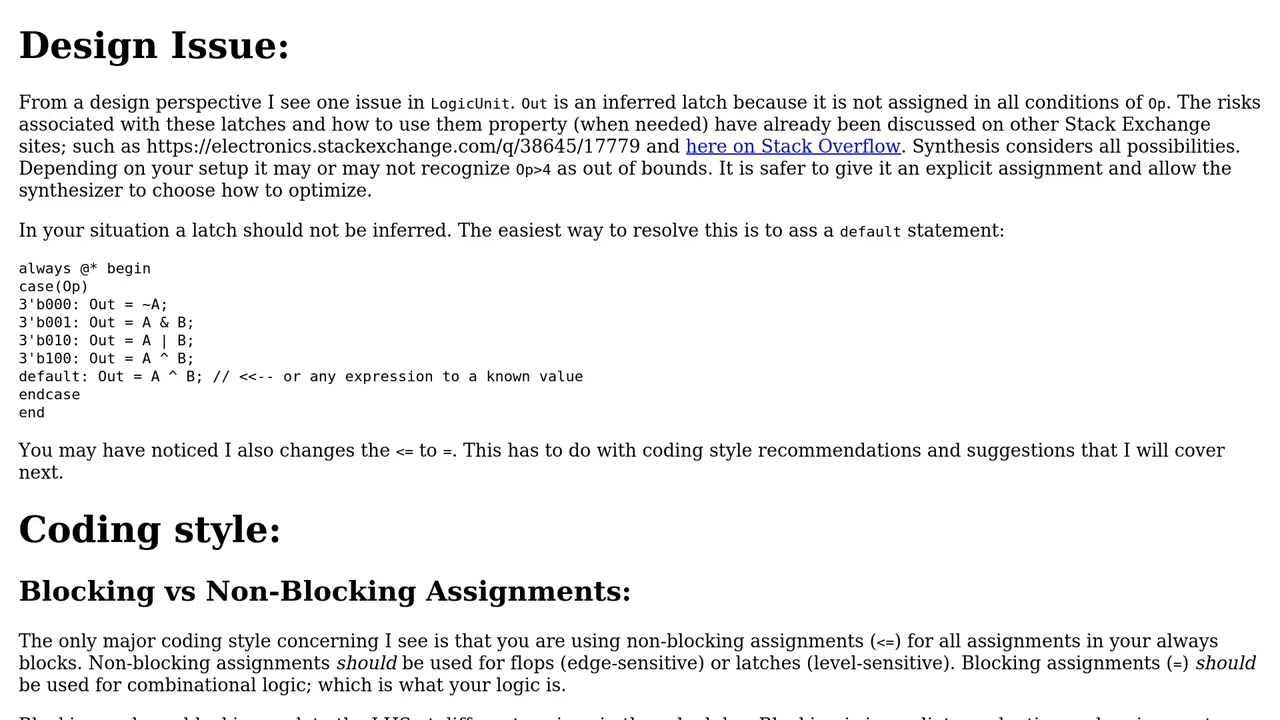 Design Issue:
From a design perspective I see one issue in LogicUnit. Out is an inferred latch because it is not assigned in all conditions of Op. The risks
associated with these latches and how to use them property (when needed) have already been discussed on other Stack Exchange
sites; such as https://electronics.stackexchange.com/q/38645/17779 and here on Stack Overflow. Synthesis considers all possibilities.
Depending on your setup it may or may not recognize Op>4 as out of bounds. It is safer to give it an explicit assignment and allow the
synthesizer to choose how to optimize.
In your situation a latch should not be inferred. The easiest way to resolve this is to ass a default statement:
always @* begin
case(Op)
3'b000: Out = ~A;
3'b001: Out = A & B;
3'b010: Out = A | B;
3'b100: Out = A ^ B;
default: Out = A ^ B; // <<-- or any expression to a known value
endcase
end
You may have noticed I also changes the <= to =. This has to do with coding style recommendations and suggestions that I will cover
next.
Coding style:
Blocking vs Non-Blocking Assignments:
The only major coding style concerning I see is that you are using non-blocking assignments (<=) for all assignments in your always
blocks. Non-blocking assignments should be used for flops (edge-sensitive) or latches (level-sensitive). Blocking assignments (=) should
be used for combinational logic; which is what your logic is.